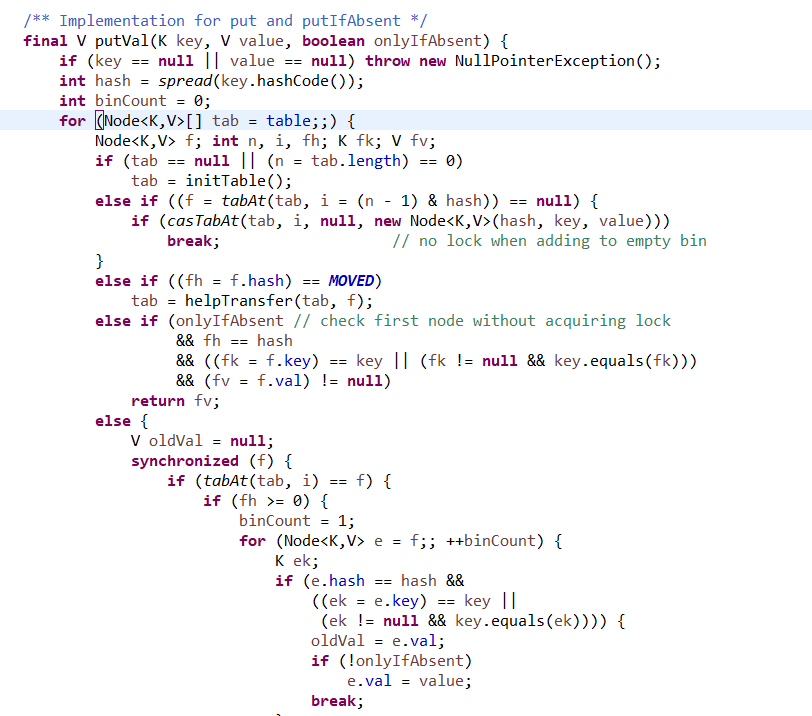 /** Implementation for put and putIfAbsent */
final V putVal(K key, V value, boolean onlyIfAbsent) {
    if (key == null || value == null) throw new NullPointerException();
    int hash = spread(key.hashCode());
    int binCount = 0;
    for (Node<K,V>[] tab = table;;) {
        Node<K,V> f; int n, i, fh; K fk; V fv;
        if (tab == null || (n = tab.length) == 0)
            tab = initTable();
        else if ((f = tabAt(tab, i = (n - 1) & hash)) == null) {
            if (casTabAt(tab, i, null, new Node<K,V>(hash, key, value)))
                break;                   // no lock when adding to empty bin
        }
        else if ((fh = f.hash) == MOVED)
            tab = helpTransfer(tab, f);
        else if (onlyIfAbsent // check first node without acquiring lock
                 && fh == hash
                 && ((fk = f.key) == key || (fk != null && key.equals(fk)))
                 && (fv = f.val) != null)
            return fv;
        else {
            V oldVal = null;
            synchronized (f) {
                if (tabAt(tab, i) == f) {
                    if (fh >= 0) {
                        binCount = 1;
                        for (Node<K,V> e = f;; ++binCount) {
                            K ek;
                            if (e.hash == hash &&
                                ((ek = e.key) == key ||
                                 (ek != null && key.equals(ek)))) {
                                oldVal = e.val;
                                if (!onlyIfAbsent)
                                    e.val = value;
                                break;